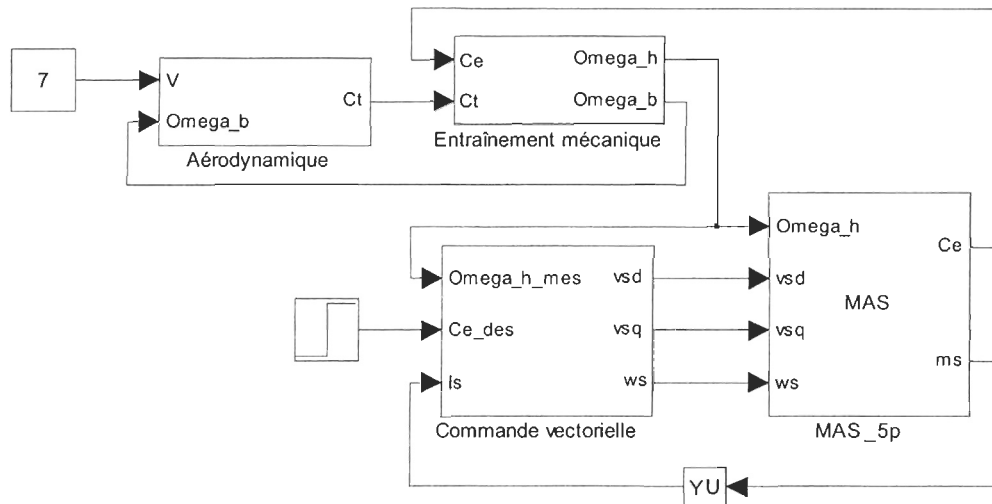 7
V
Omega_b
Ct
Aérodynamique
Ce
Ct
Omega_h
Omega_b
Entraînement mécanique
Omega_h_mes
Ce_des
Is
vsd
vsq
ws
Commande vectorielle
Omega_h
vsd
vsq
ws
MAS
Ce
ms
MAS_5p
YU